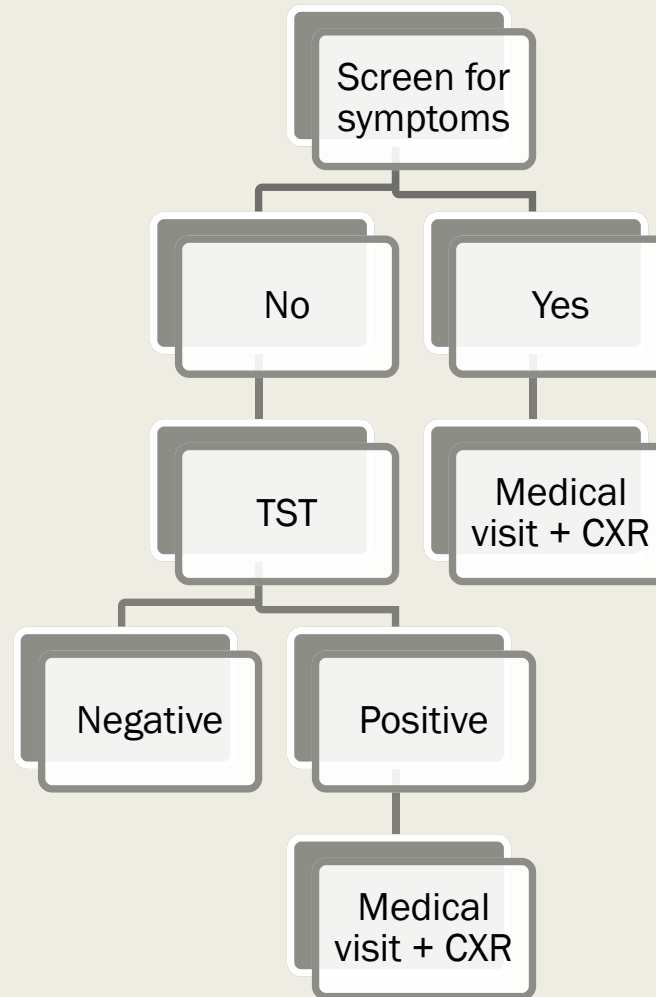 Screen for
symptoms
No
Yes
TST
Medical
visit + CXR
Negative
Positive
Medical
visit + CXR